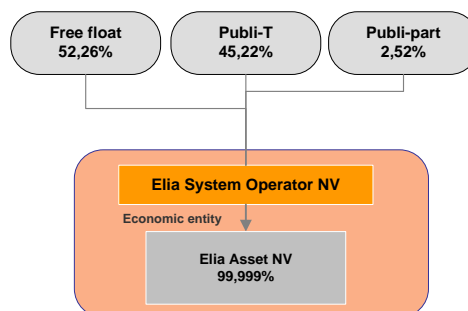 Free float
52,26%
Publi-T
45,22%
Publi-part
2,52%
Elia System Operator NV
Economic entity
Elia Asset NV
99,999%